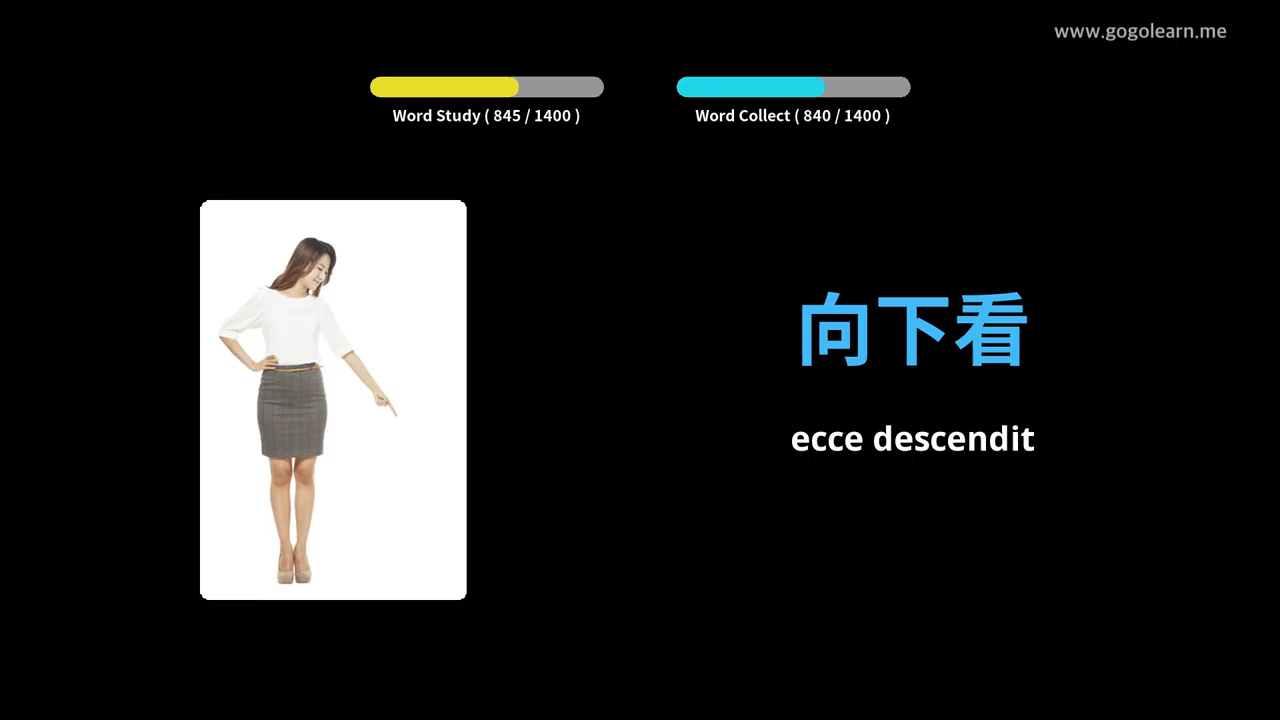 www.gogolearn.me
Word Study ( 845 / 1400 )
Word Collect ( 840 / 1400 )
向下看
ecce descendit